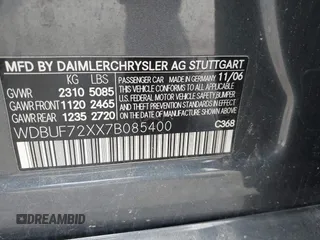 MFD BY DAIMLERCHRYSLER AG STUTTGART
KG LBS PASSENGER CAR MADE IN GERMANY 11/06
GVWR 2310 5085 THIS VEHICLE CONFORMS TO ALL APPLICABLE
GAWR FRONT 1120 2465 U.S. FEDERAL MOTOR VEHICLE SAFETY, BUMPER,
GAWR REAR 1235 2720 AND THEFT PREVENTION STANDARDS IN EFFECT ON THE DATE OF MANUFACTURE SHOWN ABOVE
WDBUF72XX7B085400 C368
DREAMBID